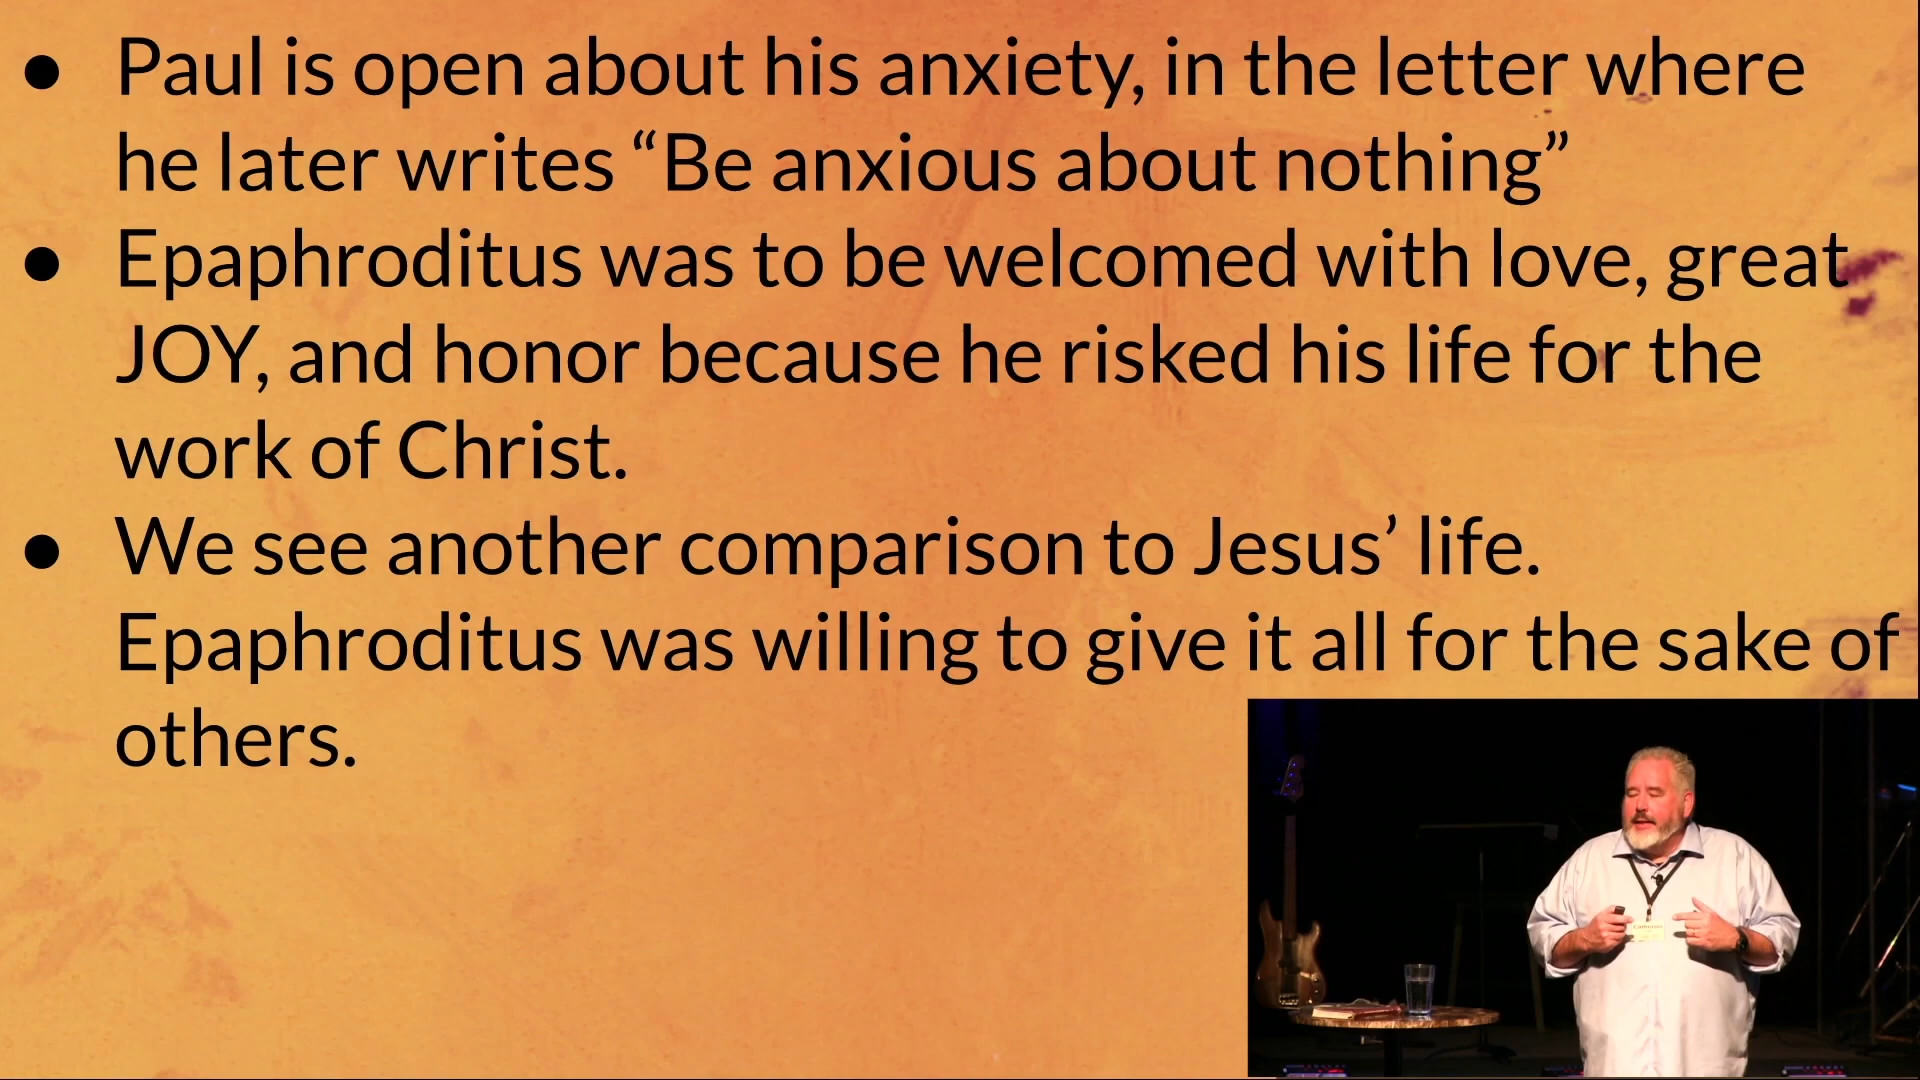 ● Paul is open about his anxiety, in the letter where
he later writes “Be anxious about nothing”
● Epaphroditus was to be welcomed with love, great
JOY, and honor because he risked his life for the
work of Christ.
● We see another comparison to Jesus’ life.
Epaphroditus was willing to give it all for the sake of
others.